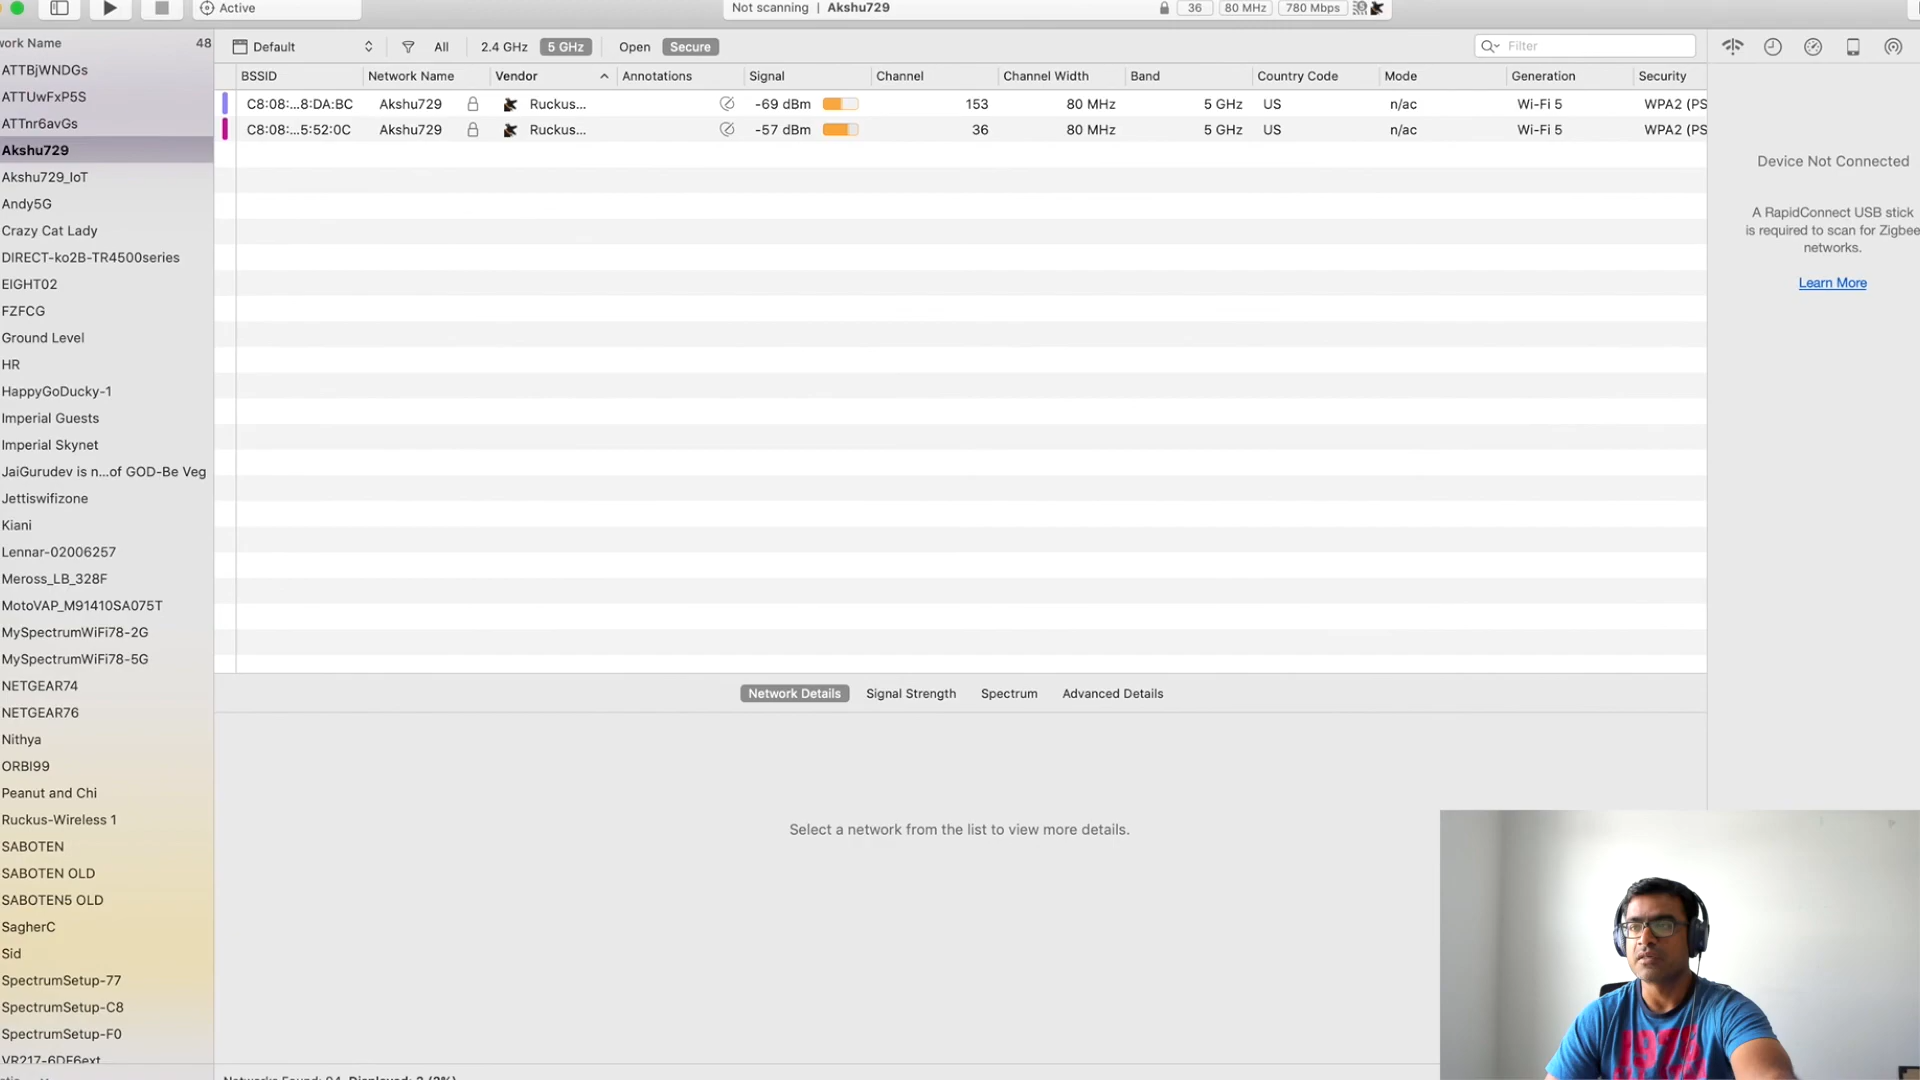 Active
Not scanning | Akshu729
36 80 MHz 780 Mbps
work Name 48
ATTBjWNDGs
ATTUwFxP5S
ATTnr6avGs
Akshu729
Akshu729_IoT
Andy5G
Crazy Cat Lady
DIRECT-ko2B-TR4500series
EIGHT02
FZFCG
Ground Level
HR
HappyGoDucky-1
Imperial Guests
Imperial Skynet
JaiGurudev is n...of GOD-Be Veg
Jettiswifizone
Kiani
Lennar-02006257
Meross_LB_328F
MotoVAP_M91410SA075T
MySpectrumWiFi78-2G
MySpectrumWiFi78-5G
NETGEAR74
NETGEAR76
Nithya
ORBI99
Peanut and Chi
Ruckus-Wireless 1
SABOTEN
SABOTEN OLD
SABOTEN5 OLD
SagherC
Sid
SpectrumSetup-77
SpectrumSetup-C8
SpectrumSetup-F0
VR217-6DF6ext
Default All 2.4 GHz 5 GHz Open Secure Filter
BSSID Network Name Vendor Annotations Signal Channel Channel Width Band Country Code Mode Generation Security
C8:08:...8:DA:BC Akshu729 Ruckus... -69 dBm 153 80 MHz 5 GHz US n/ac Wi-Fi 5 WPA2 (PS
C8:08:...5:52:0C Akshu729 Ruckus... -57 dBm 36 80 MHz 5 GHz US n/ac Wi-Fi 5 WPA2 (PS
Network Details Signal Strength Spectrum Advanced Details
Select a network from the list to view more details.
Device Not Connected
A RapidConnect USB stick
is required to scan for Zigbee
networks.
Learn More